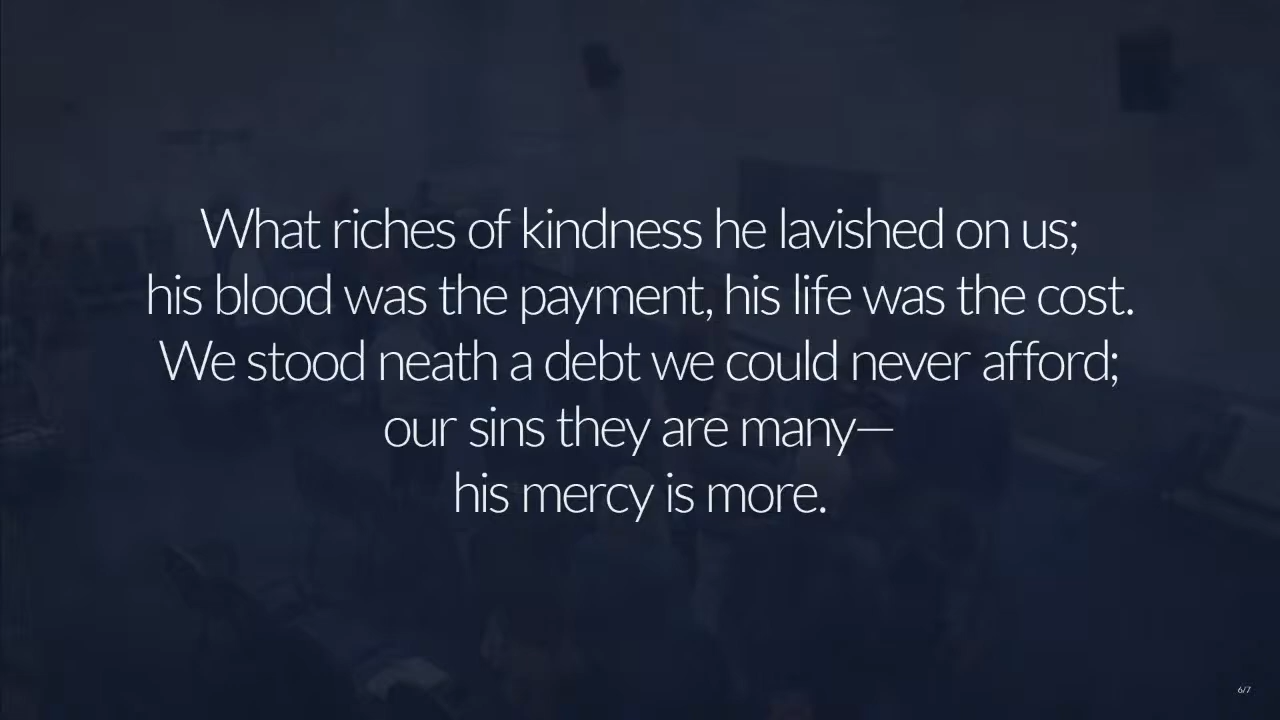 What riches of kindness he lavished on us;
his blood was the payment, his life was the cost.
We stood neath a debt we could never afford;
our sins they are many—
his mercy is more.
6/7